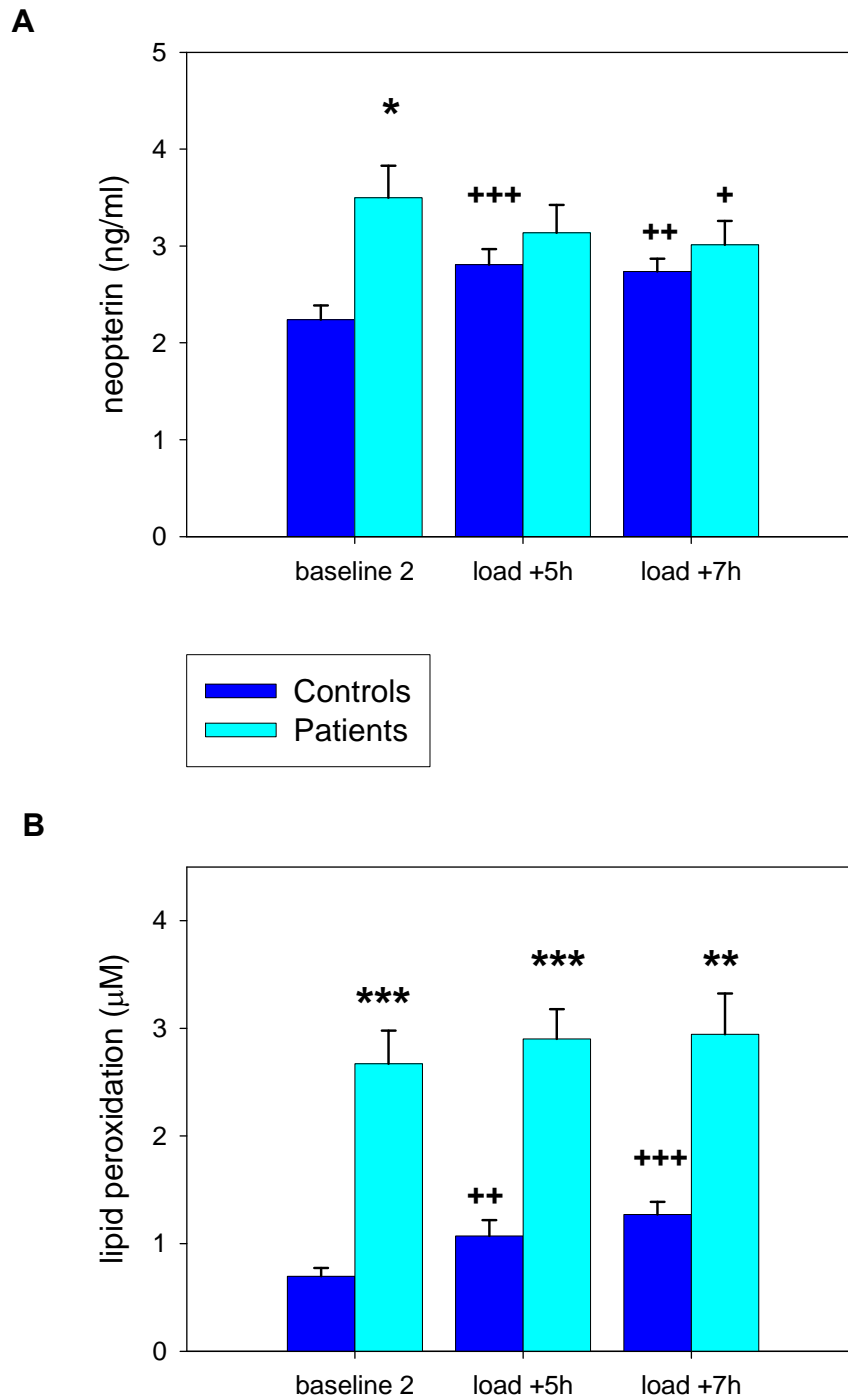 A
neopterin (ng/ml)
5
4
3
2
1
0
*
+++
++
+
baseline 2 load +5h load +7h
Controls
Patients
B
lipid peroxidation (μM)
4
3
2
1
0
***
***
**
++
+++
baseline 2 load +5h load +7h